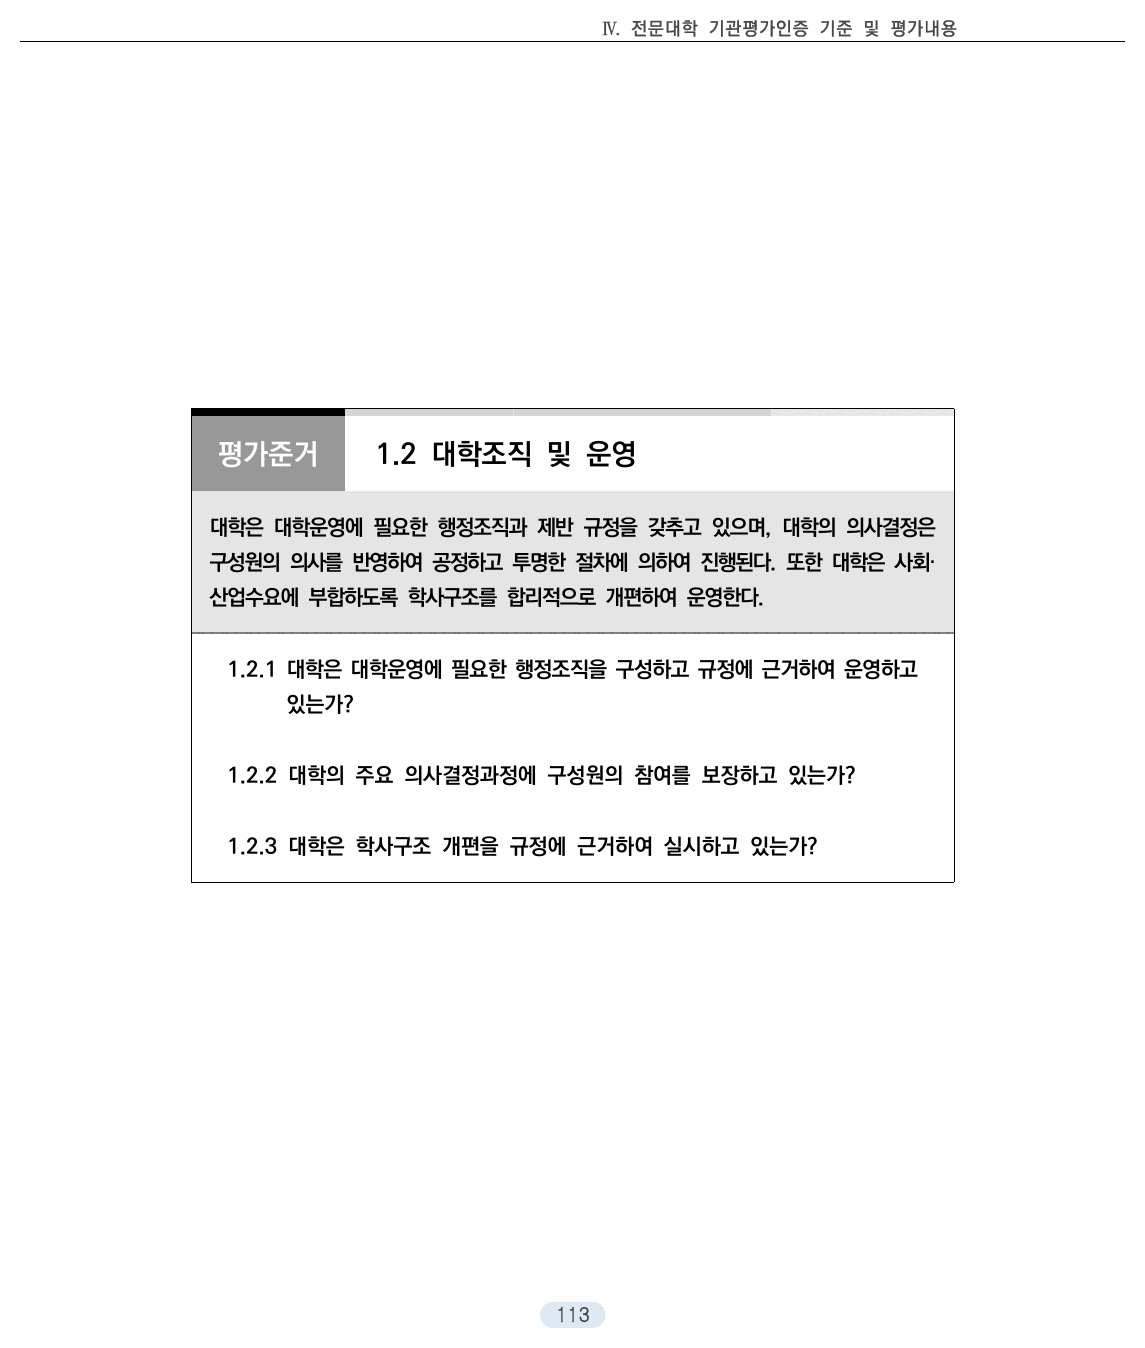 Ⅳ. 전문대학 기관평가인증 기준 및 평가내용
평가준거
1.2 대학조직 및 운영
대학은 대학운영에 필요한 행정조직과 제반 규정을 갖추고 있으며, 대학의 의사결정은
구성원의 의사를 반영하여 공정하고 투명한 절차에 의하여 진행된다. 또한 대학은 사회·
산업수요에 부합하도록 학사구조를 합리적으로 개편하여 운영한다.
1.2.1 대학은 대학운영에 필요한 행정조직을 구성하고 규정에 근거하여 운영하고
있는가?
1.2.2 대학의 주요 의사결정과정에 구성원의 참여를 보장하고 있는가?
1.2.3 대학은 학사구조 개편을 규정에 근거하여 실시하고 있는가?
113